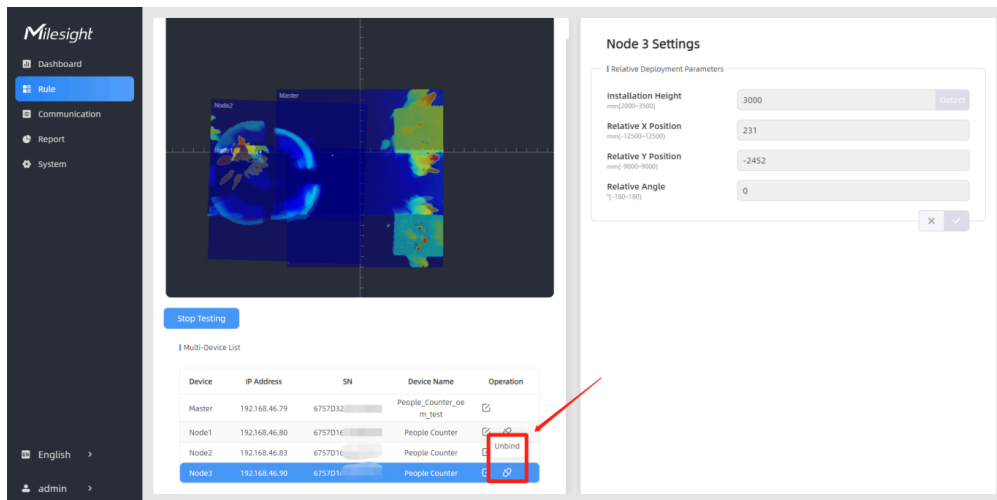 Milesight
Dashboard
Rule
Communication
Report
System
EN English >
admin >
Node2
Master
Stop Testing
Multi-Device List
Device IP Address SN Device Name Operation
Master 192.168.46.79 6757D32 People_Counter_oe
m_test
Node1 192.168.46.80 6757D16 People Counter
Unbind
Node2 192.168.46.83 6757D16 People Counter
Node3 192.168.46.90 6757D1 People Counter
Node 3 Settings
Relative Deployment Parameters
Installation Height
mm(2000~3500)
3000 Detect
Relative X Position
mm(-12500~12500)
231
Relative Y Position
mm(-9000~9000)
-2452
Relative Angle
°(-180~180)
0